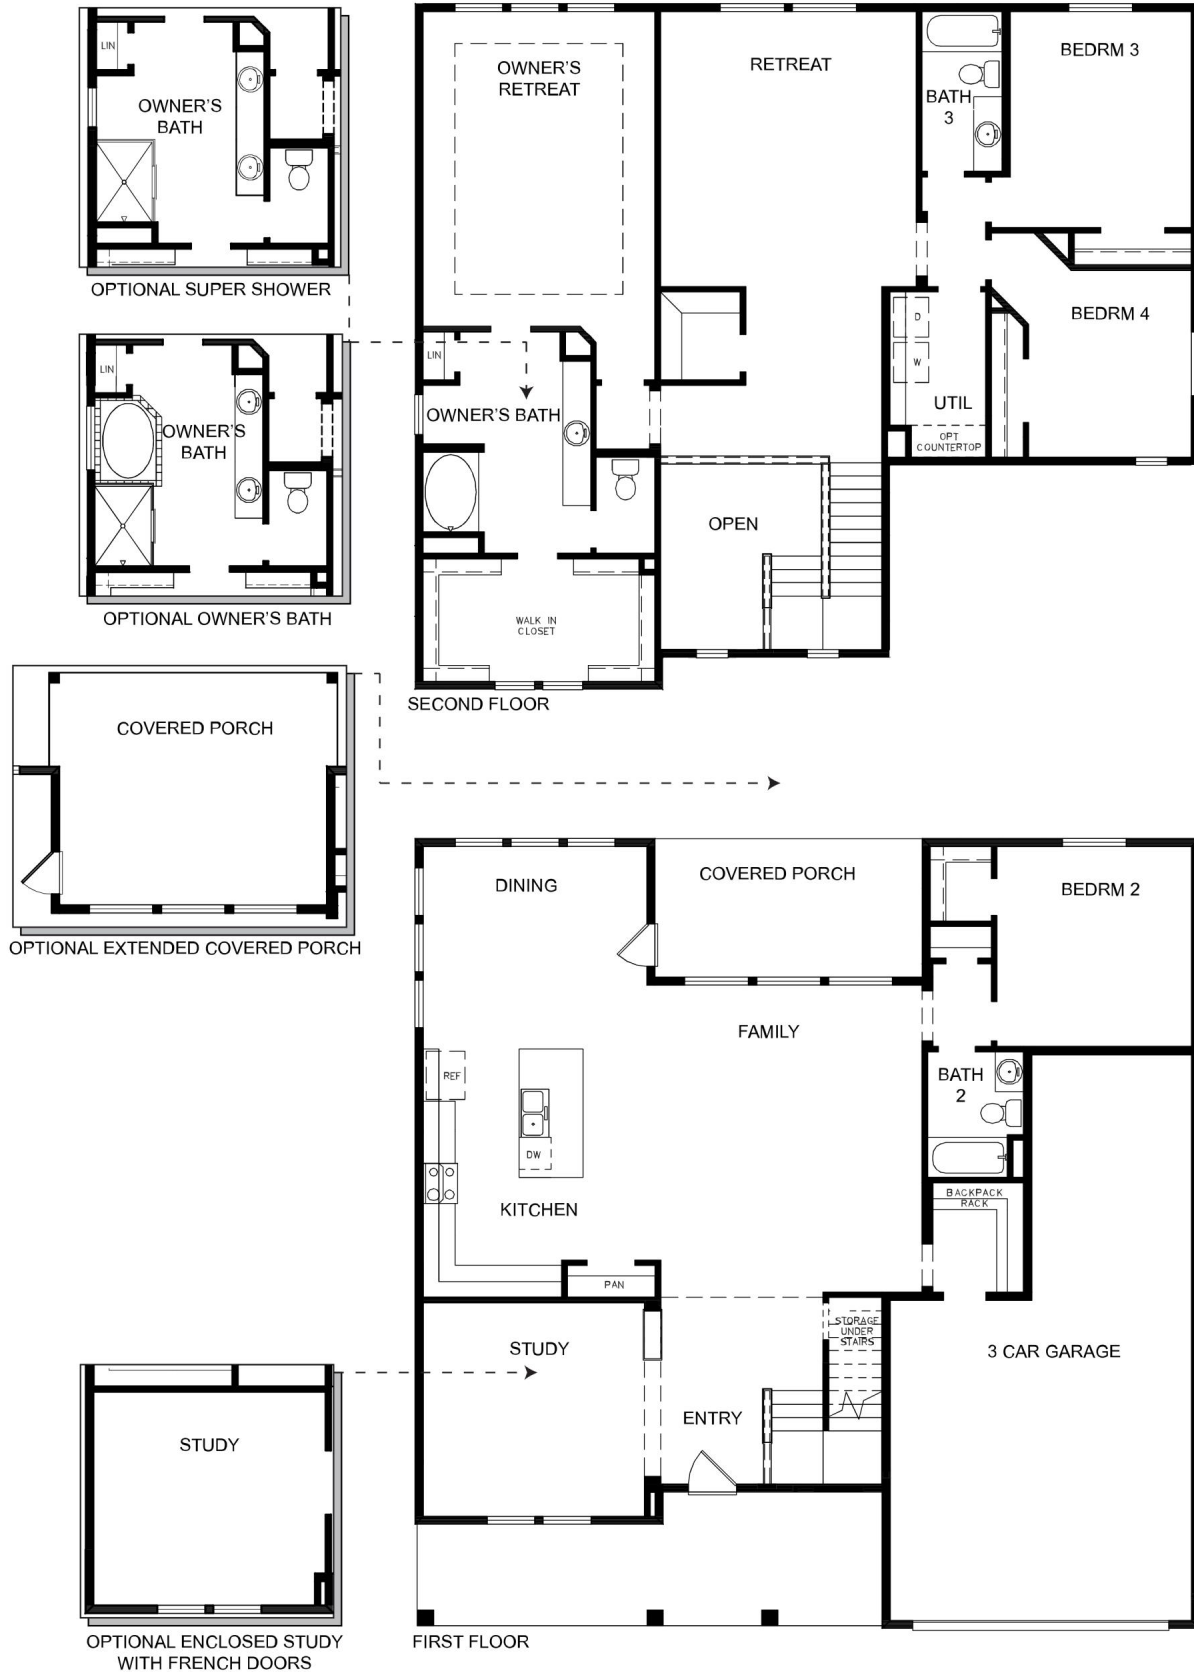 LIN
OWNER'S
BATH
OPTIONAL SUPER SHOWER
LIN
OWNER'S
BATH
OPTIONAL OWNER'S BATH
OWNER'S
RETREAT
RETREAT
BATH
3
BEDRM 3
BEDRM 4
D
W
UTIL
OPT
COUNTERTOP
LIN
OWNER'S BATH
OPEN
WALK IN
CLOSET
SECOND FLOOR
COVERED PORCH
OPTIONAL EXTENDED COVERED PORCH
DINING
COVERED PORCH
BEDRM 2
FAMILY
REF
DW
BATH
2
KITCHEN
BACKPACK
RACK
PAN
STUDY
STORAGE
UNDER
STAIRS
3 CAR GARAGE
ENTRY
STUDY
OPTIONAL ENCLOSED STUDY
WITH FRENCH DOORS
FIRST FLOOR